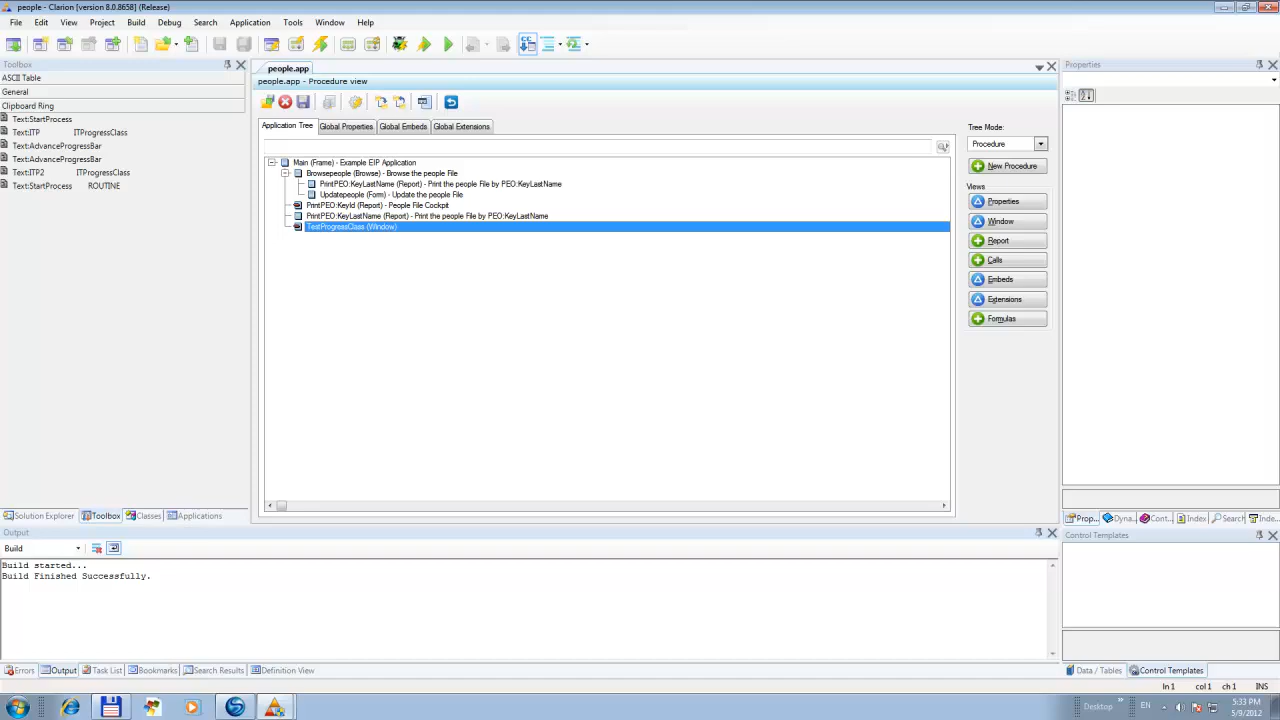 people - Clarion [version 8.0.8658] (Release)
File Edit View Project Build Debug Search Application Tools Window Help
Toolbox
ASCII Table
General
Clipboard Ring
Text:StartProcess
Text:ITP ITProgressClass
Text:AdvanceProgressBar
Text:AdvanceProgressBar
Text:ITP2 ITProgressClass
Text:StartProcess ROUTINE
Solution Explorer Toolbox Classes Applications
people.app
people.app - Procedure view
Application Tree Global Properties Global Embeds Global Extensions
Main (Frame) - Example EIP Application
Browsepeople (Browse) - Browse the people File
PrintPEO:KeyLastName (Report) - Print the people File by PEO:KeyLastName
Updatepeople (Form) - Update the people File
PrintPEO:KeyId (Report) - People File Cockpit
PrintPEO:KeyLastName (Report) - Print the people File by PEO:KeyLastName
TestProgressClass (Window)
Tree Mode:
Procedure
New Procedure
Views
Properties
Window
Report
Calls
Embeds
Extensions
Formulas
Properties
Prop... Dyna... Cont... Index Search Inde...
Control Templates
Data / Tables Control Templates
Output
Build
Build started...
Build Finished Successfully.
Errors Output Task List Bookmarks Search Results Definition View
ln 1 col 1 ch 1 INS
Desktop EN 5:33 PM
5/9/2012